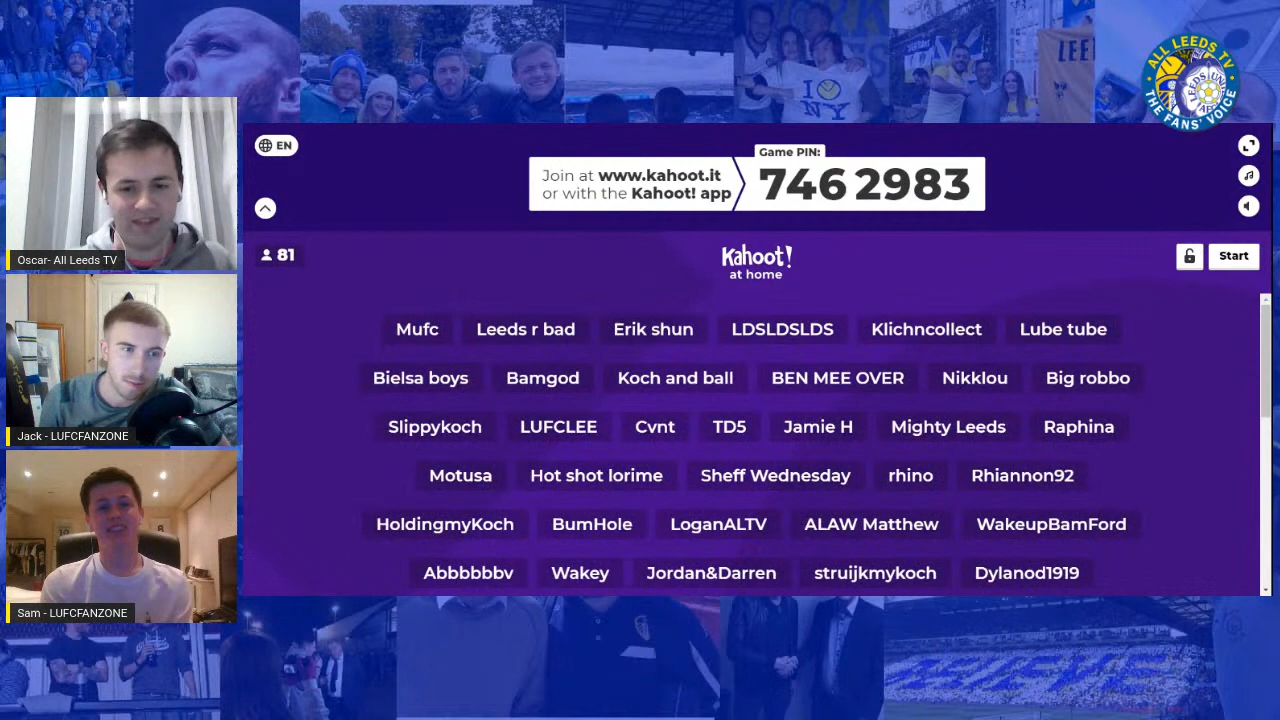 I
NY
LEE
ALL LEEDS TV
THE FANS' VOICE
EN
Join at www.kahoot.it
or with the Kahoot! app
Game PIN:
746 2983
81
Kahoot!
at home
Start
Mufc Leeds r bad Erik shun LDSLDSLDS Klichncollect Lube tube
Bielsa boys Bamgod Koch and ball BEN MEE OVER Nikklou Big robbo
Slippykoch LUFCLEE Cvnt TD5 Jamie H Mighty Leeds Raphina
Motusa Hot shot lorime Sheff Wednesday rhino Rhiannon92
HoldingmyKoch BumHole LoganALTV ALAW Matthew WakeupBamFord
Abbbbbbv Wakey Jordan&Darren struijkmykoch Dylanod1919
Oscar- All Leeds TV
Jack - LUFCFANZONE
Sam - LUFCFANZONE